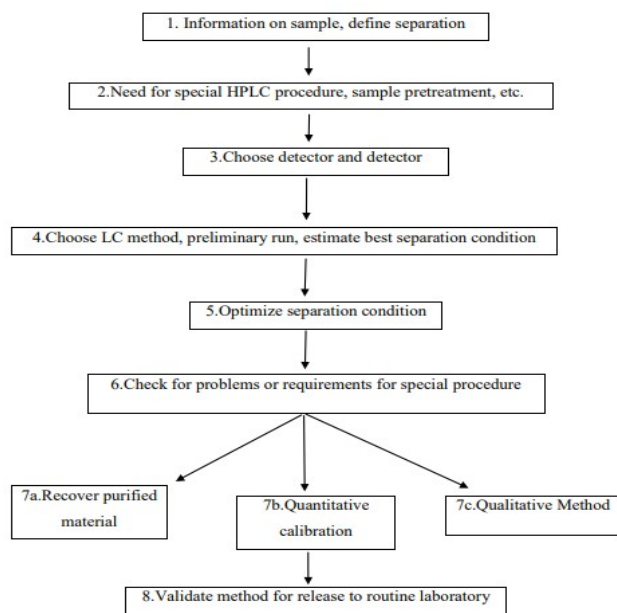 1. Information on sample, define separation
2.Need for special HPLC procedure, sample pretreatment, etc.
3.Choose detector and detector
4.Choose LC method, preliminary run, estimate best separation condition
5.Optimize separation condition
6.Check for problems or requirements for special procedure
7a.Recover purified
material
7b.Quantitative
calibration
7c.Qualitative Method
8.Validate method for release to routine laboratory